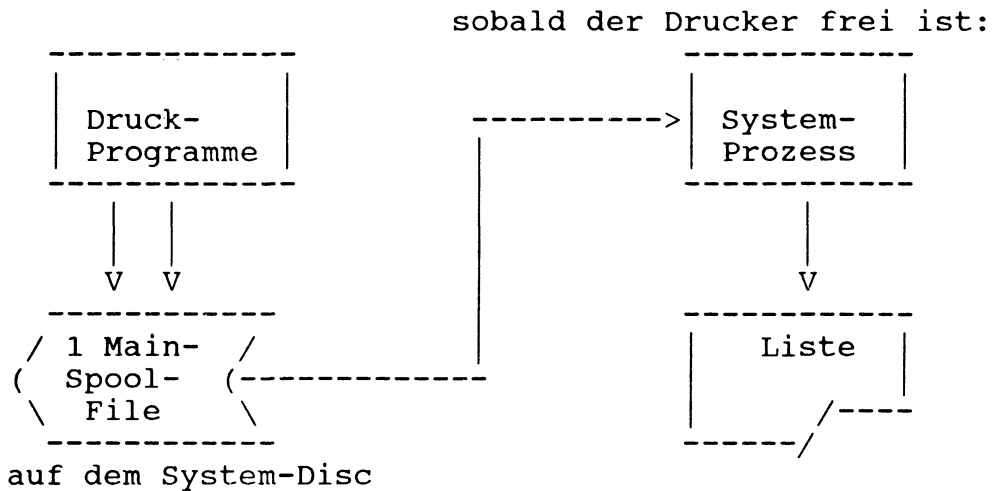 sobald der Drucker frei ist:
Druck-
Programme
System-
Prozess
V V
V
1 Main-
Spool-
File
Liste
auf dem System-Disc